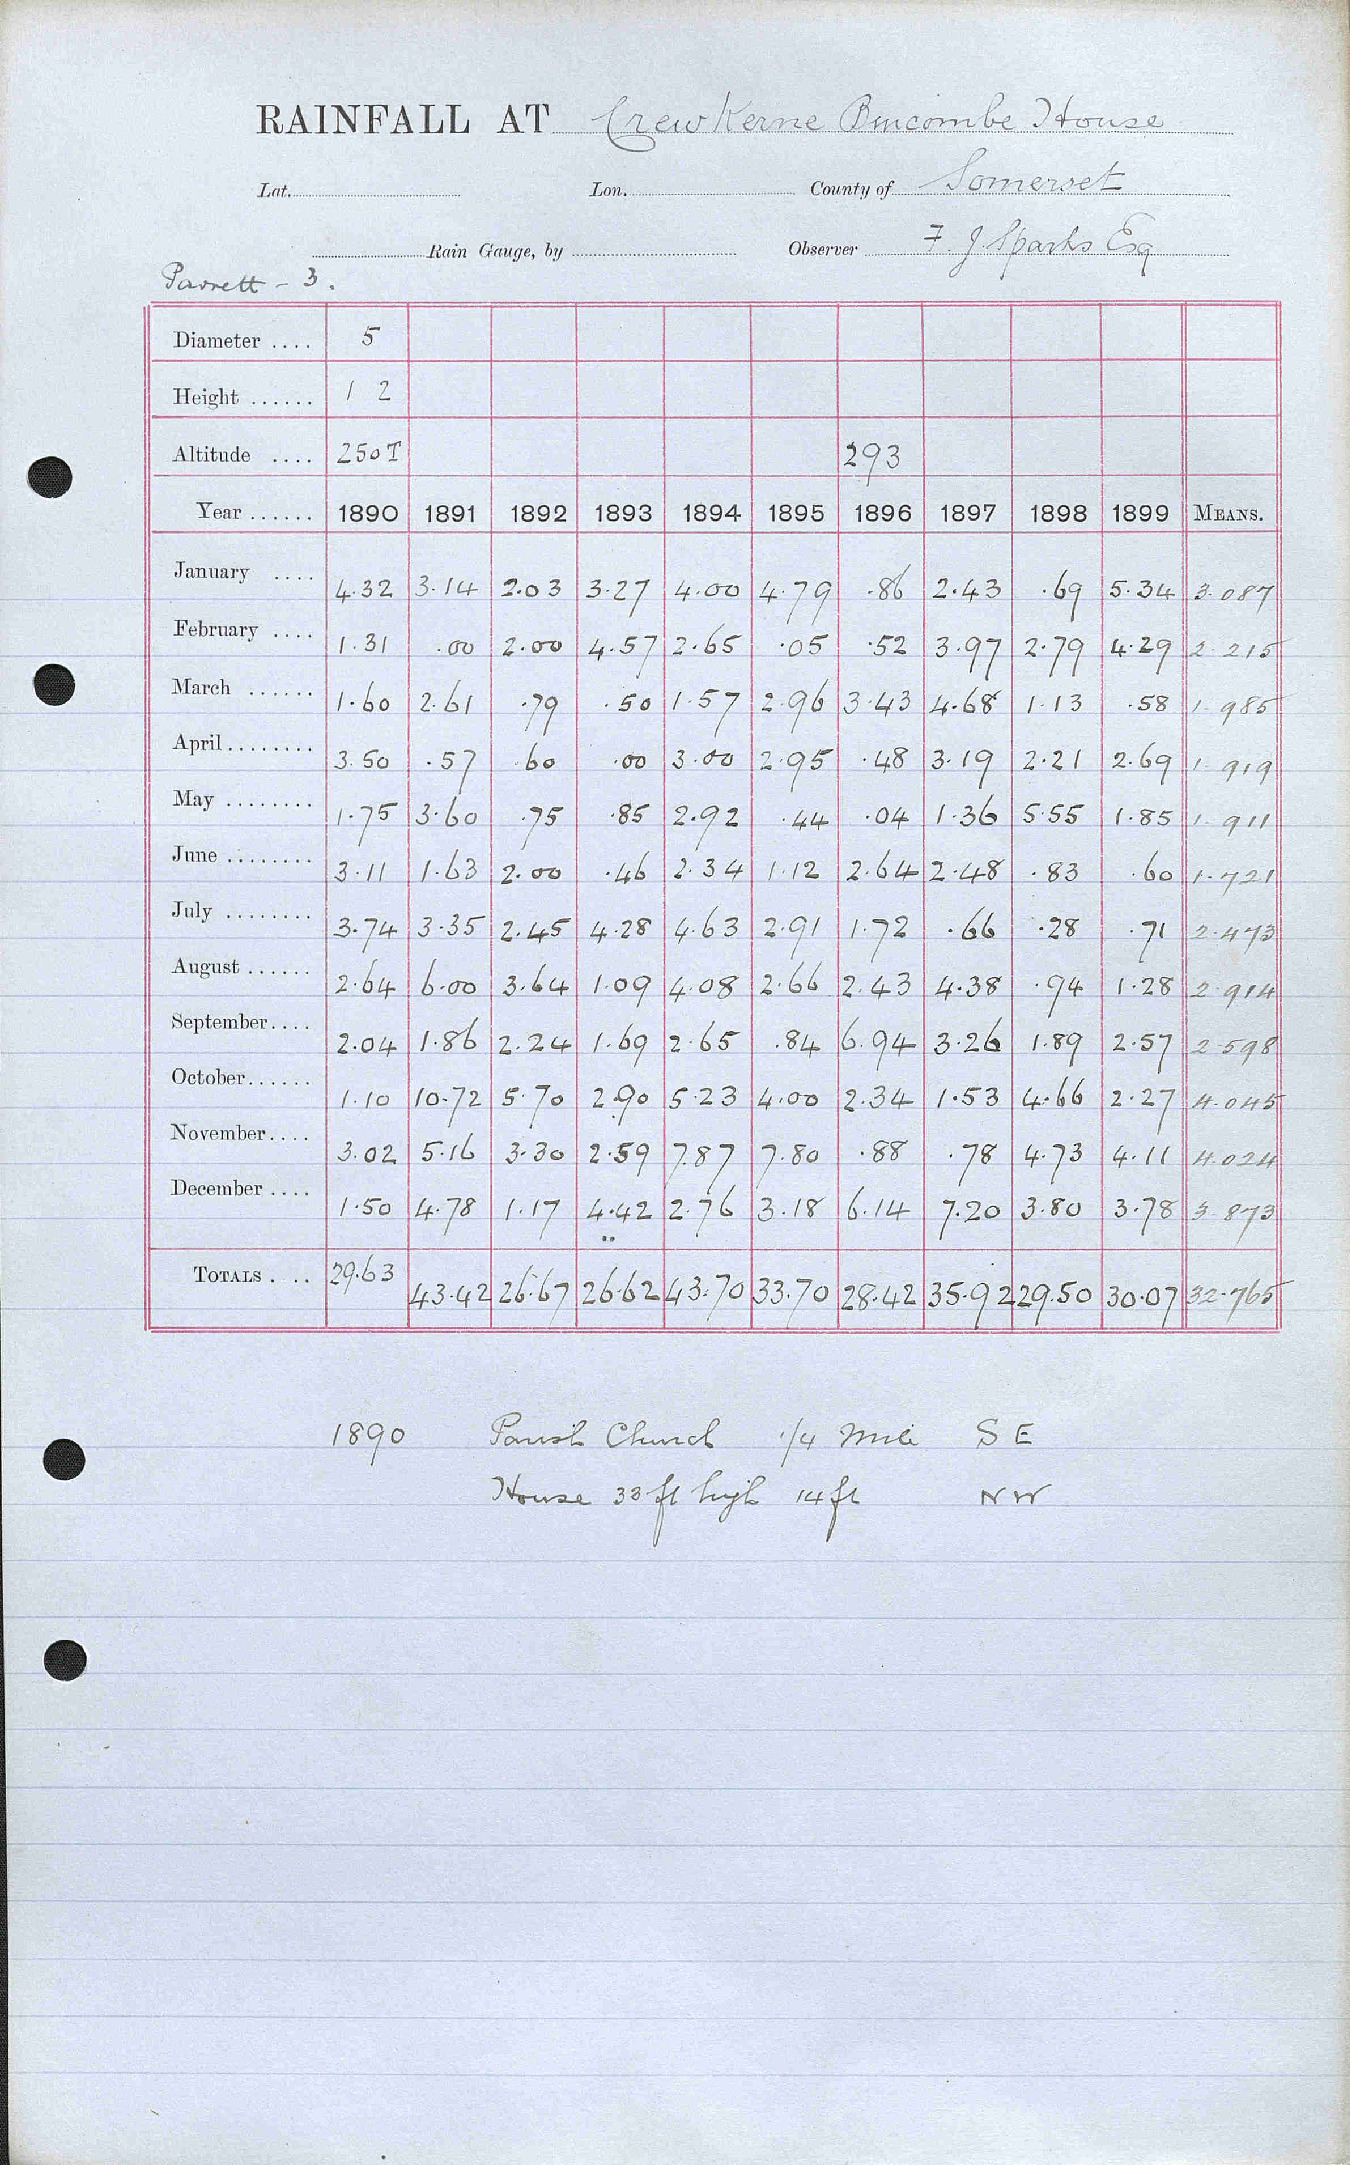 RAINFALL AT Crewkerne Bincombe House
Lat. Lon. County of Somerset
Rain Gauge, by Observer F. J. Sparks Esq
Parrett - 3.
Diameter .... 5
Height ...... 1 2
Altitude .... 250T 293
Year ...... 1890 1891 1892 1893 1894 1895 1896 1897 1898 1899 MEANS.
January .... 4.32 3.14 2.03 3.27 4.00 4.79 .86 2.43 .69 5.34 3.087
February .... 1.31 .00 2.00 4.57 2.65 .05 .52 3.97 2.79 4.29 2.215
March ...... 1.60 2.61 .79 .50 1.57 2.96 3.43 4.68 1.13 .58 1.985
April ........ 3.50 .57 .60 .00 3.00 2.95 .48 3.19 2.21 2.69 1.919
May ........ 1.75 3.60 .75 .85 2.92 .44 .04 1.36 5.55 1.85 1.911
June ........ 3.11 1.63 2.00 .46 2.34 1.12 2.64 2.48 .83 .60 1.721
July ........ 3.74 3.35 2.45 4.28 4.63 2.91 1.72 .66 .28 .71 2.473
August ...... 2.64 6.00 3.64 1.09 4.08 2.66 2.43 4.38 .94 1.28 2.914
September .... 2.04 1.86 2.24 1.69 2.65 .84 6.94 3.26 1.89 2.57 2.598
October ...... 1.10 10.72 5.70 2.90 5.23 4.00 2.34 1.53 4.66 2.27 4.045
November .... 3.02 5.16 3.30 2.59 7.87 7.80 .88 .78 4.73 4.11 4.024
December .... 1.50 4.78 1.17 4.42 2.76 3.18 6.14 7.20 3.80 3.78 3.873
TOTALS .... 29.63 43.42 26.67 26.62 43.70 33.70 28.42 35.92 29.50 30.07 32.765
1890 Parish Church 1/4 Mile S E
House 33 ft high 14 ft N W